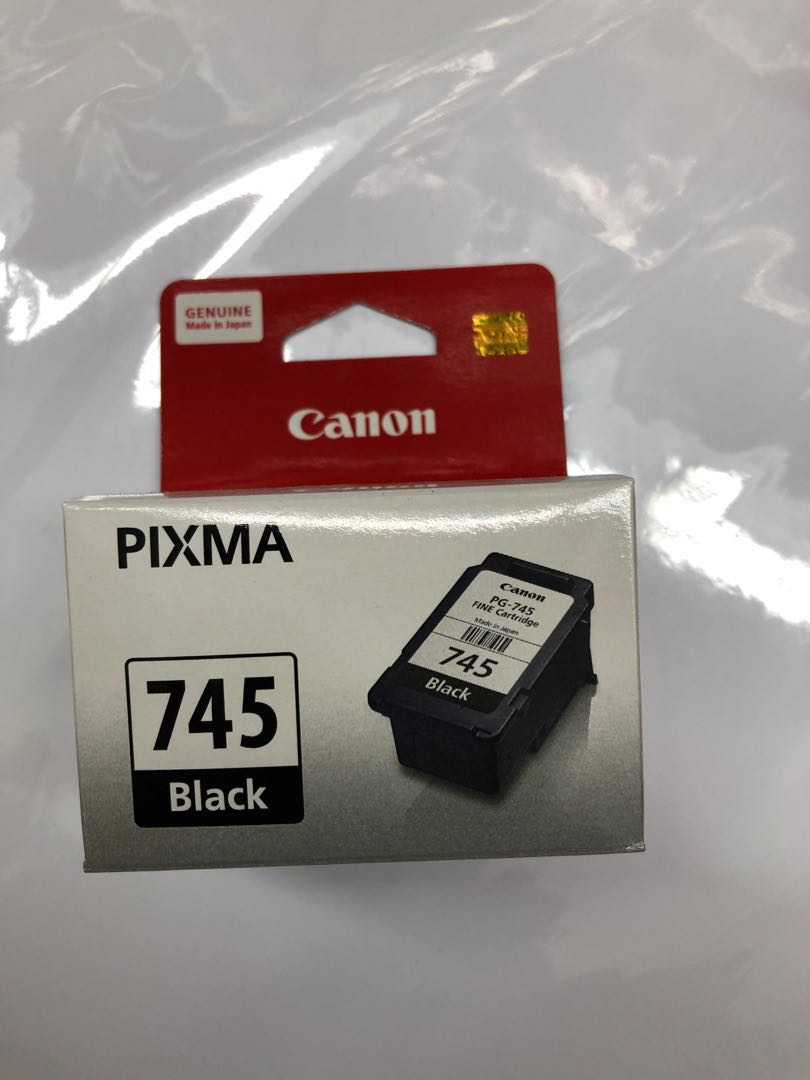 GENUINE
Made in Japan
Canon
PIXMA
745
Black
Canon
PG-745
FINE Cartridge
Made in Japan
745
Black